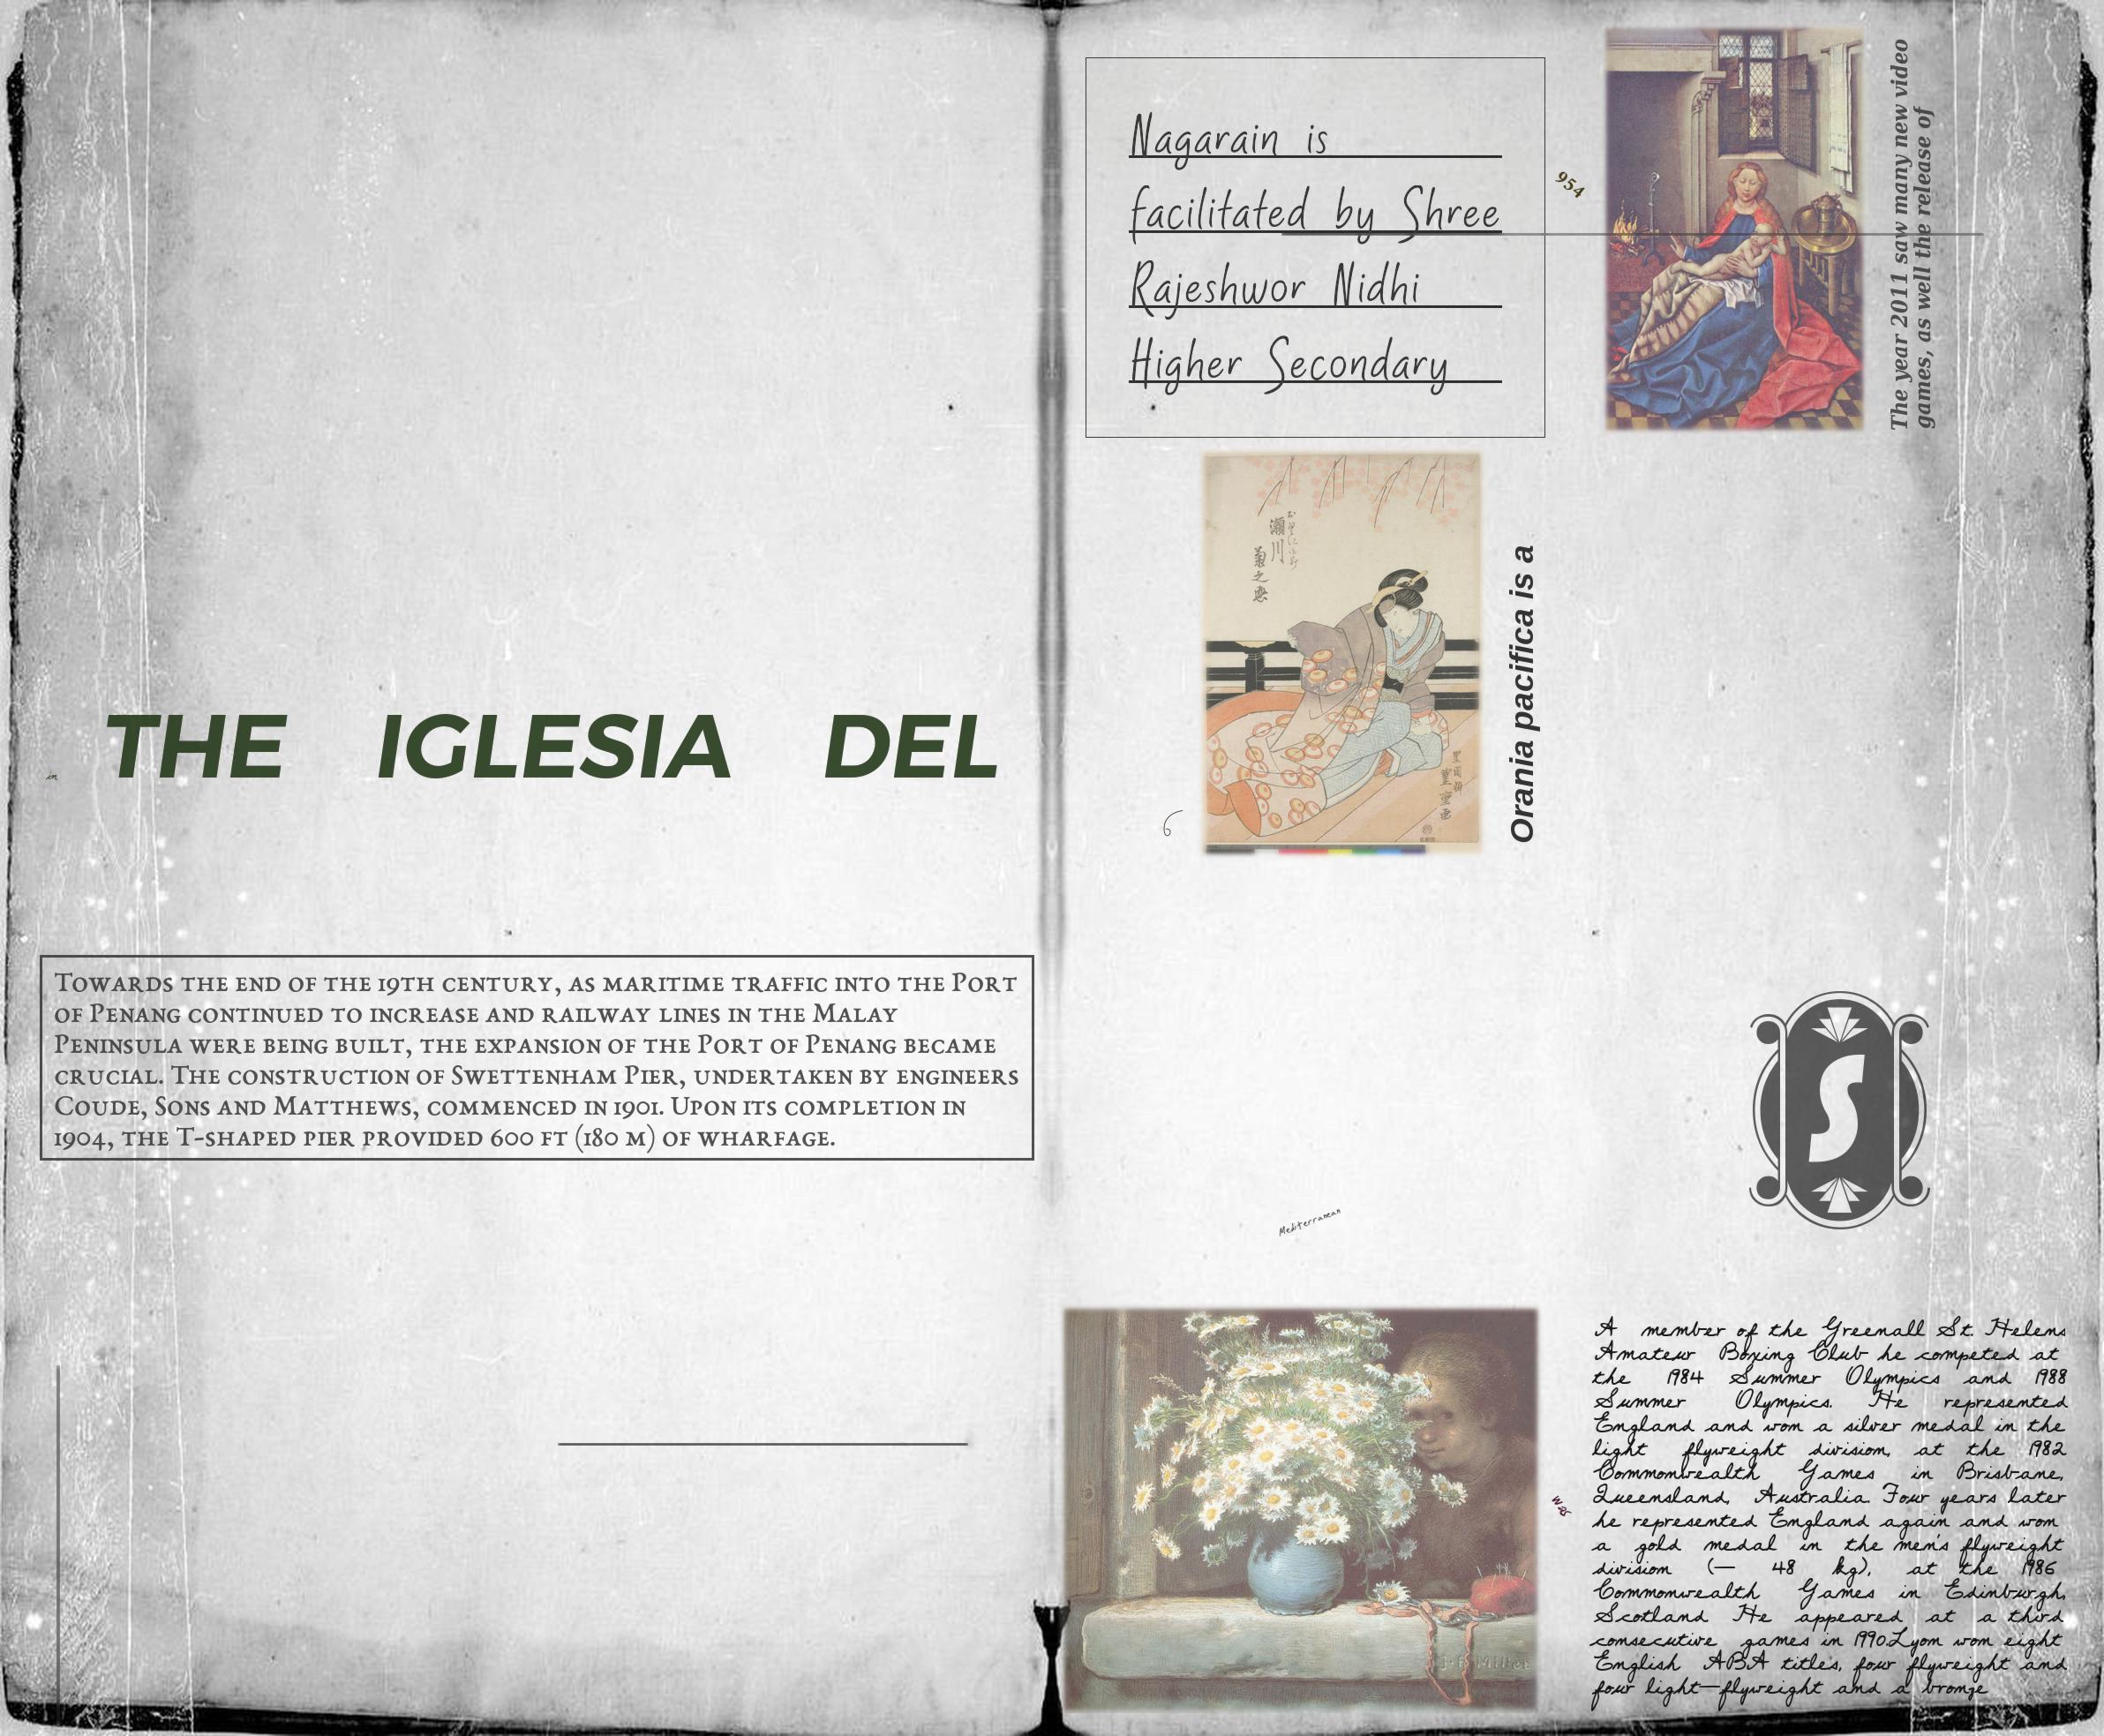 in
THE IGLESIA DEL
Towards the end of the 19th century, as maritime traffic into the Port
of Penang continued to increase and railway lines in the Malay
Peninsula were being built, the expansion of the Port of Penang became
crucial. The construction of Swettenham Pier, undertaken by engineers
Coude, Sons and Matthews, commenced in 1901. Upon its completion in
1904, the T-shaped pier provided 600 ft (180 m) of wharfage.
Nagarain is
facilitated by Shree
Rajeshwor Nidhi
Higher Secondary
954
The year 2011 saw many new video
games, as well the release of
瀬川
菊之丞
Orania pacifica is a
6
S
Mediterranean
J. F. Millet
was
A member of the Greenall St. Helens
Amateur Boxing Club he competed at
the 1984 Summer Olympics and 1988
Summer Olympics. He represented
England and won a silver medal in the
light flyweight division, at the 1982
Commonwealth Games in Brisbane,
Queensland, Australia. Four years later
he represented England again and won
a gold medal in the men's flyweight
division (— 48 kg), at the 1986
Commonwealth Games in Edinburgh,
Scotland He appeared at a third
consecutive games in 1990.Lyon won eight
English ABA titles, four flyweight and
four light—flyweight and a bronze